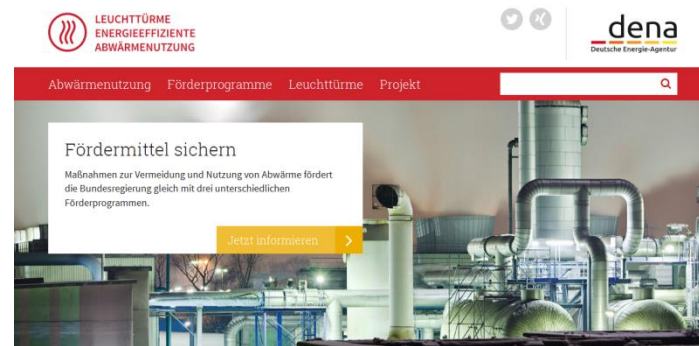 LEUCHTTÜRME
ENERGIEEFFIZIENTE
ABWÄRMENUTZUNG
dena
Deutsche Energie-Agentur
Abwärmenutzung Förderprogramme Leuchttürme Projekt
Fördermittel sichern
Maßnahmen zur Vermeidung und Nutzung von Abwärme fördert
die Bundesregierung gleich mit drei unterschiedlichen
Förderprogrammen.
Jetzt informieren